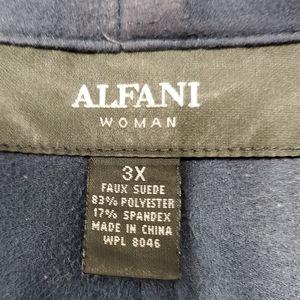 ALFANI
WOMAN
3X
FAUX SUEDE
83% POLYESTER
17% SPANDEX
MADE IN CHINA
WPL 8046